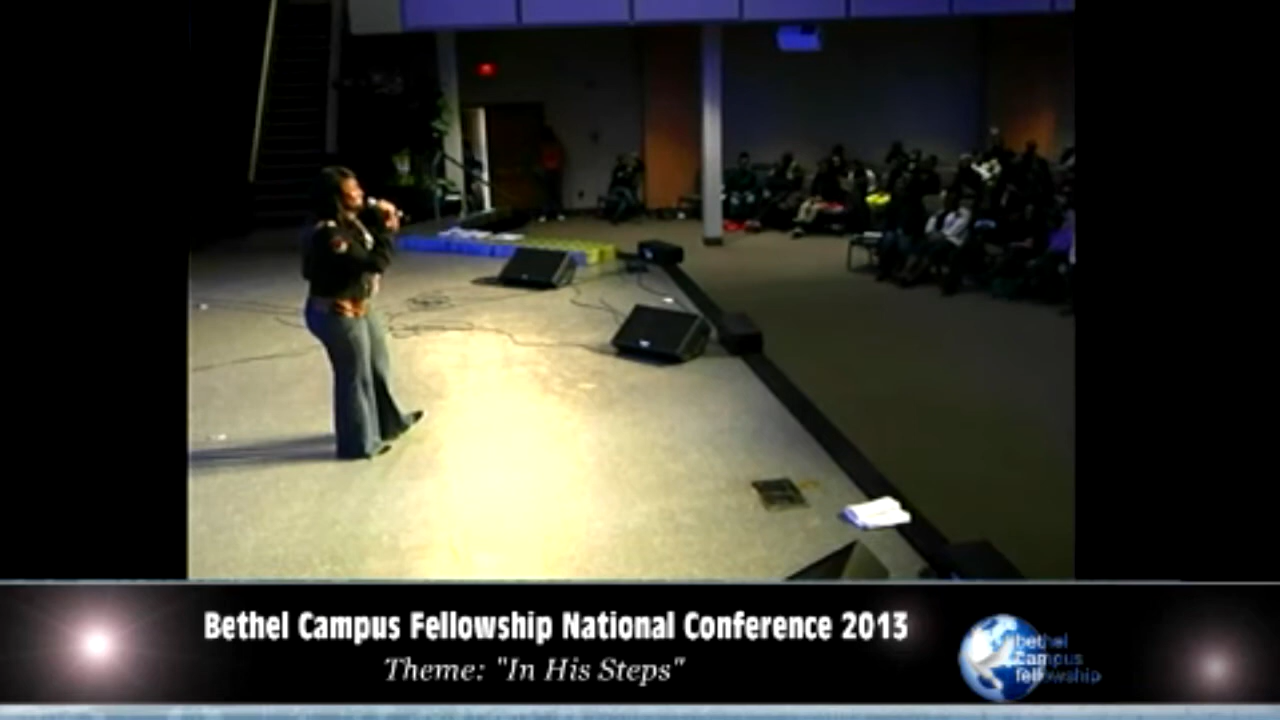 Bethel Campus Fellowship National Conference 2013
Theme: "In His Steps"
bethel
campus
fellowship